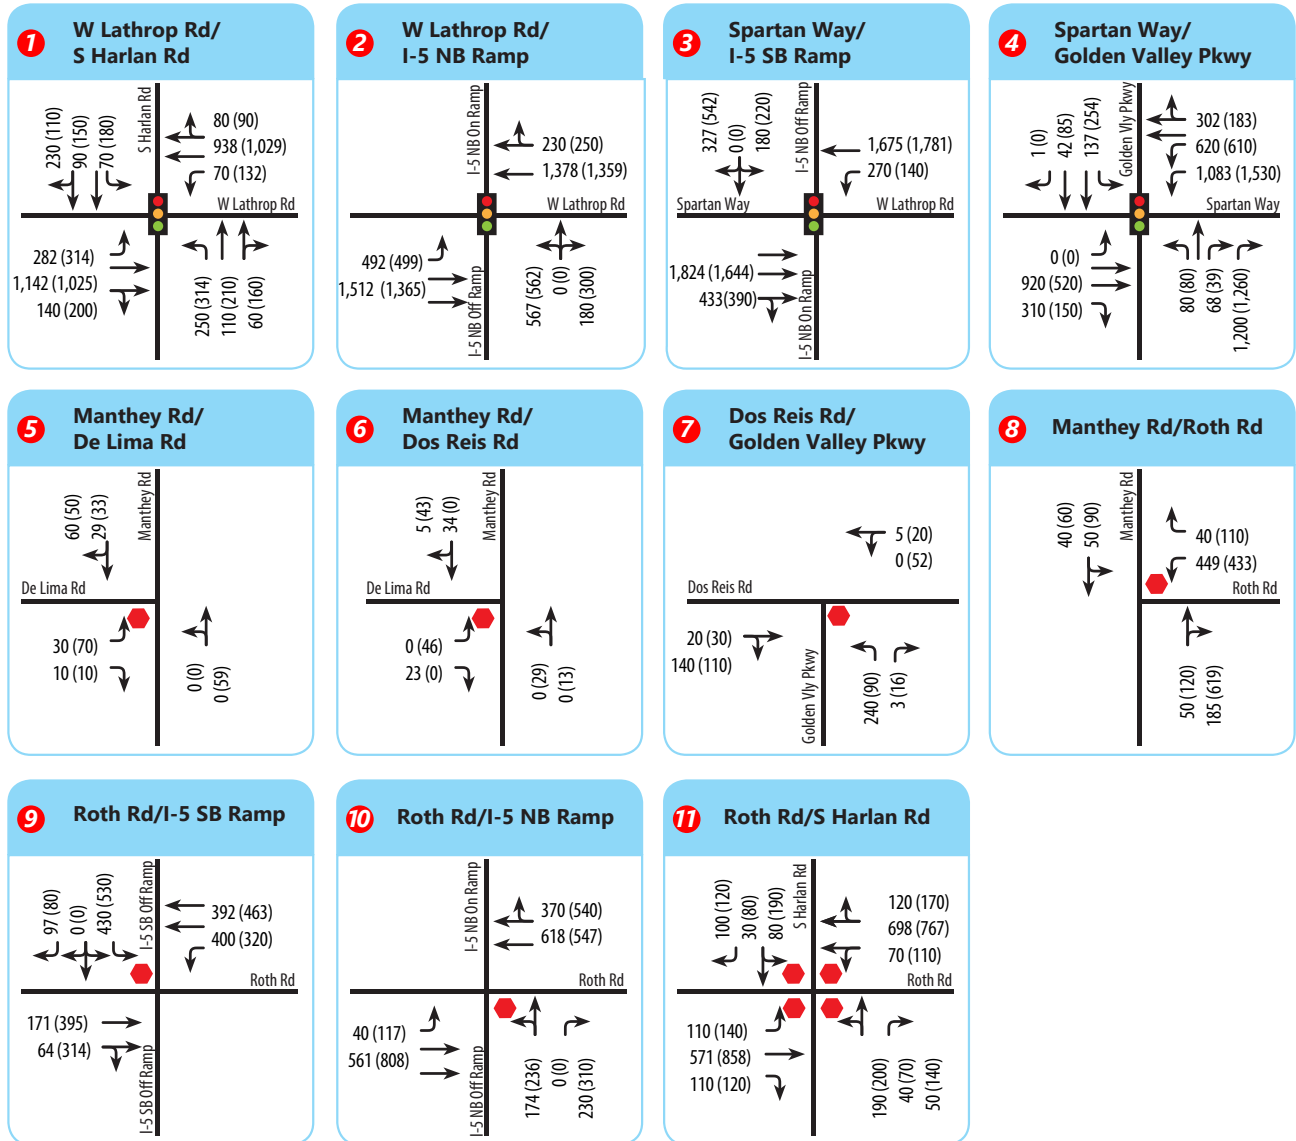 1
W Lathrop Rd/
S Harlan Rd
230 (110)
90 (150)
70 (180)
S Harlan Rd
80 (90)
938 (1,029)
70 (132)
W Lathrop Rd
282 (314)
1,142 (1,025)
140 (200)
250 (314)
110 (210)
60 (160)
2
W Lathrop Rd/
I-5 NB Ramp
I-5 NB On Ramp
230 (250)
1,378 (1,359)
W Lathrop Rd
492 (499)
1,512 (1,365)
I-5 NB Off Ramp
567 (562)
0 (0)
180 (300)
3
Spartan Way/
I-5 SB Ramp
327 (542)
0 (0)
180 (220)
I-5 NB Off Ramp
1,675 (1,781)
270 (140)
Spartan Way
W Lathrop Rd
1,824 (1,644)
433(390)
I-5 NB On Ramp
4
Spartan Way/
Golden Valley Pkwy
1 (0)
42 (85)
137 (254)
Golden Vly Pkwy
302 (183)
620 (610)
1,083 (1,530)
Spartan Way
0 (0)
920 (520)
310 (150)
80 (80)
68 (39)
1,200 (1,260)
5
Manthey Rd/
De Lima Rd
60 (50)
29 (33)
Manthey Rd
De Lima Rd
30 (70)
10 (10)
0 (0)
0 (59)
6
Manthey Rd/
Dos Reis Rd
5 (43)
34 (0)
Manthey Rd
De Lima Rd
0 (46)
23 (0)
0 (29)
0 (13)
7
Dos Reis Rd/
Golden Valley Pkwy
5 (20)
0 (52)
Dos Reis Rd
20 (30)
140 (110)
Golden Vly Pkwy
240 (90)
3 (16)
8
Manthey Rd/Roth Rd
40 (60)
50 (90)
Manthey Rd
40 (110)
449 (433)
Roth Rd
50 (120)
185 (619)
9
Roth Rd/I-5 SB Ramp
97 (80)
0 (0)
430 (530)
I-5 SB Off Ramp
392 (463)
400 (320)
Roth Rd
171 (395)
64 (314)
I-5 SB Off Ramp
10
Roth Rd/I-5 NB Ramp
I-5 NB On Ramp
370 (540)
618 (547)
Roth Rd
40 (117)
561 (808)
I-5 NB Off Ramp
174 (236)
0 (0)
230 (310)
11
Roth Rd/S Harlan Rd
100 (120)
30 (80)
80 (190)
S Harlan Rd
120 (170)
698 (767)
70 (110)
Roth Rd
110 (140)
571 (858)
110 (120)
190 (200)
40 (70)
50 (140)